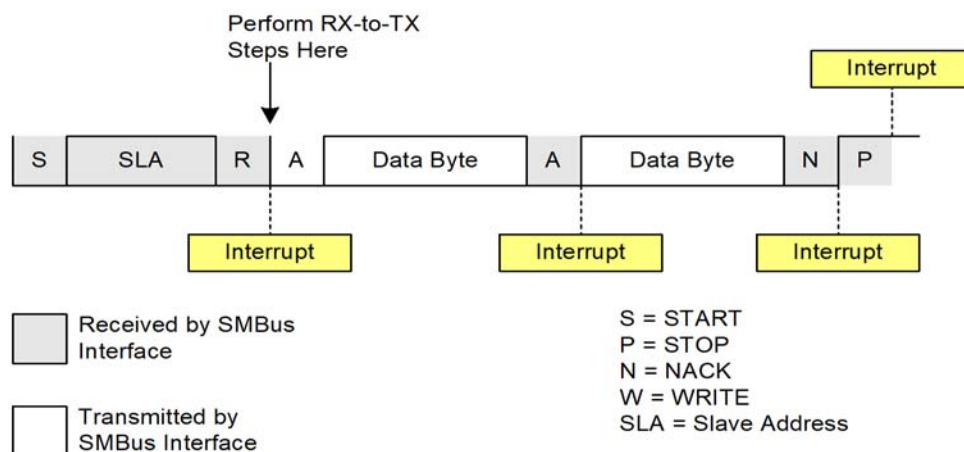 Perform RX-to-TX
Steps Here
Interrupt
S SLA R A Data Byte A Data Byte N P
Interrupt Interrupt Interrupt
Received by SMBus
Interface
Transmitted by
SMBus Interface
S = START
P = STOP
N = NACK
W = WRITE
SLA = Slave Address